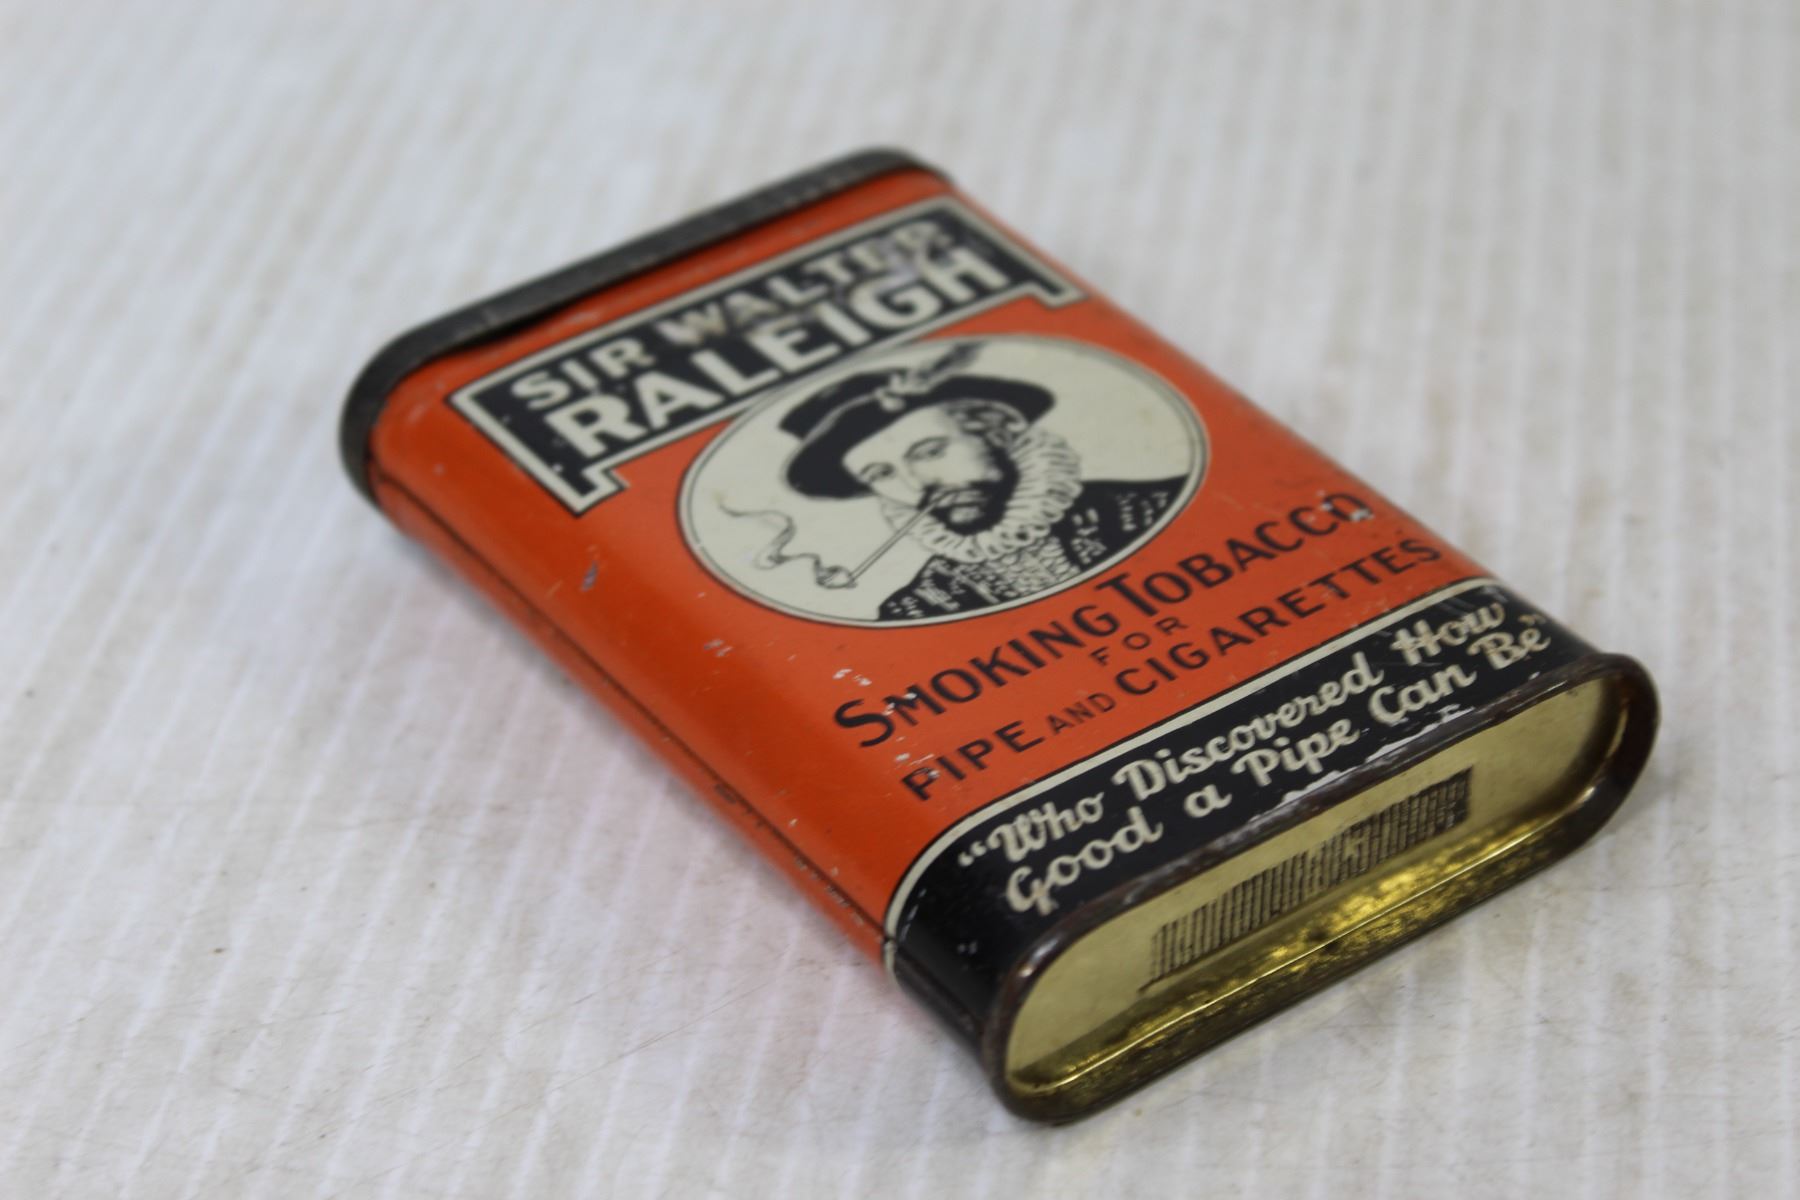 SIR WALTER
RALEIGH
SMOKING TOBACCO
FOR
PIPE AND CIGARETTES
"Who Discovered How
Good a Pipe Can Be"